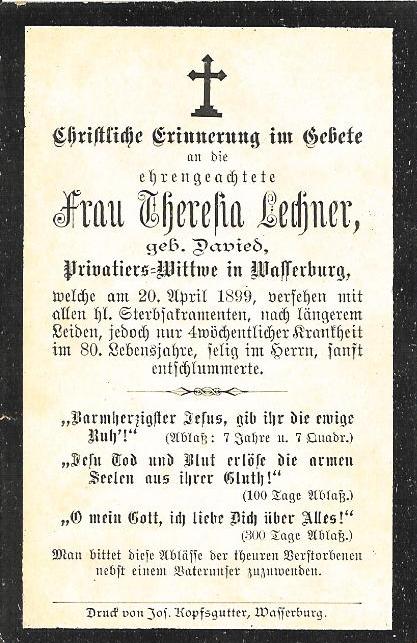 Christliche Erinnerung im Gebete
an die
ehrengeachtete
Frau Theresia Lechner,
geb. Davied,
Privatiers=Wittwe in Wasserburg,
welche am 20. April 1899, versehen mit
allen hl. Sterbsakramenten, nach längerem
Leiden, jedoch nur 4wöchentlicher Krankheit
im 80. Lebensjahre, selig im Herrn, sanft
entschlummerte.
„Barmherzigster Jesus, gib ihr die ewige
Ruh'!" (Ablaß: 7 Jahre u. 7 Quadr.)
„Jesu Tod und Blut erlöse die armen
Seelen aus ihrer Gluth!"
(100 Tage Ablaß.)
„O mein Gott, ich liebe Dich über Alles!"
(300 Tage Ablaß.)
Man bittet diese Ablässe der theuren Verstorbenen
nebst einem Vaterunser zuzuwenden.
Druck von Jos. Kopfsgutter, Wasserburg.